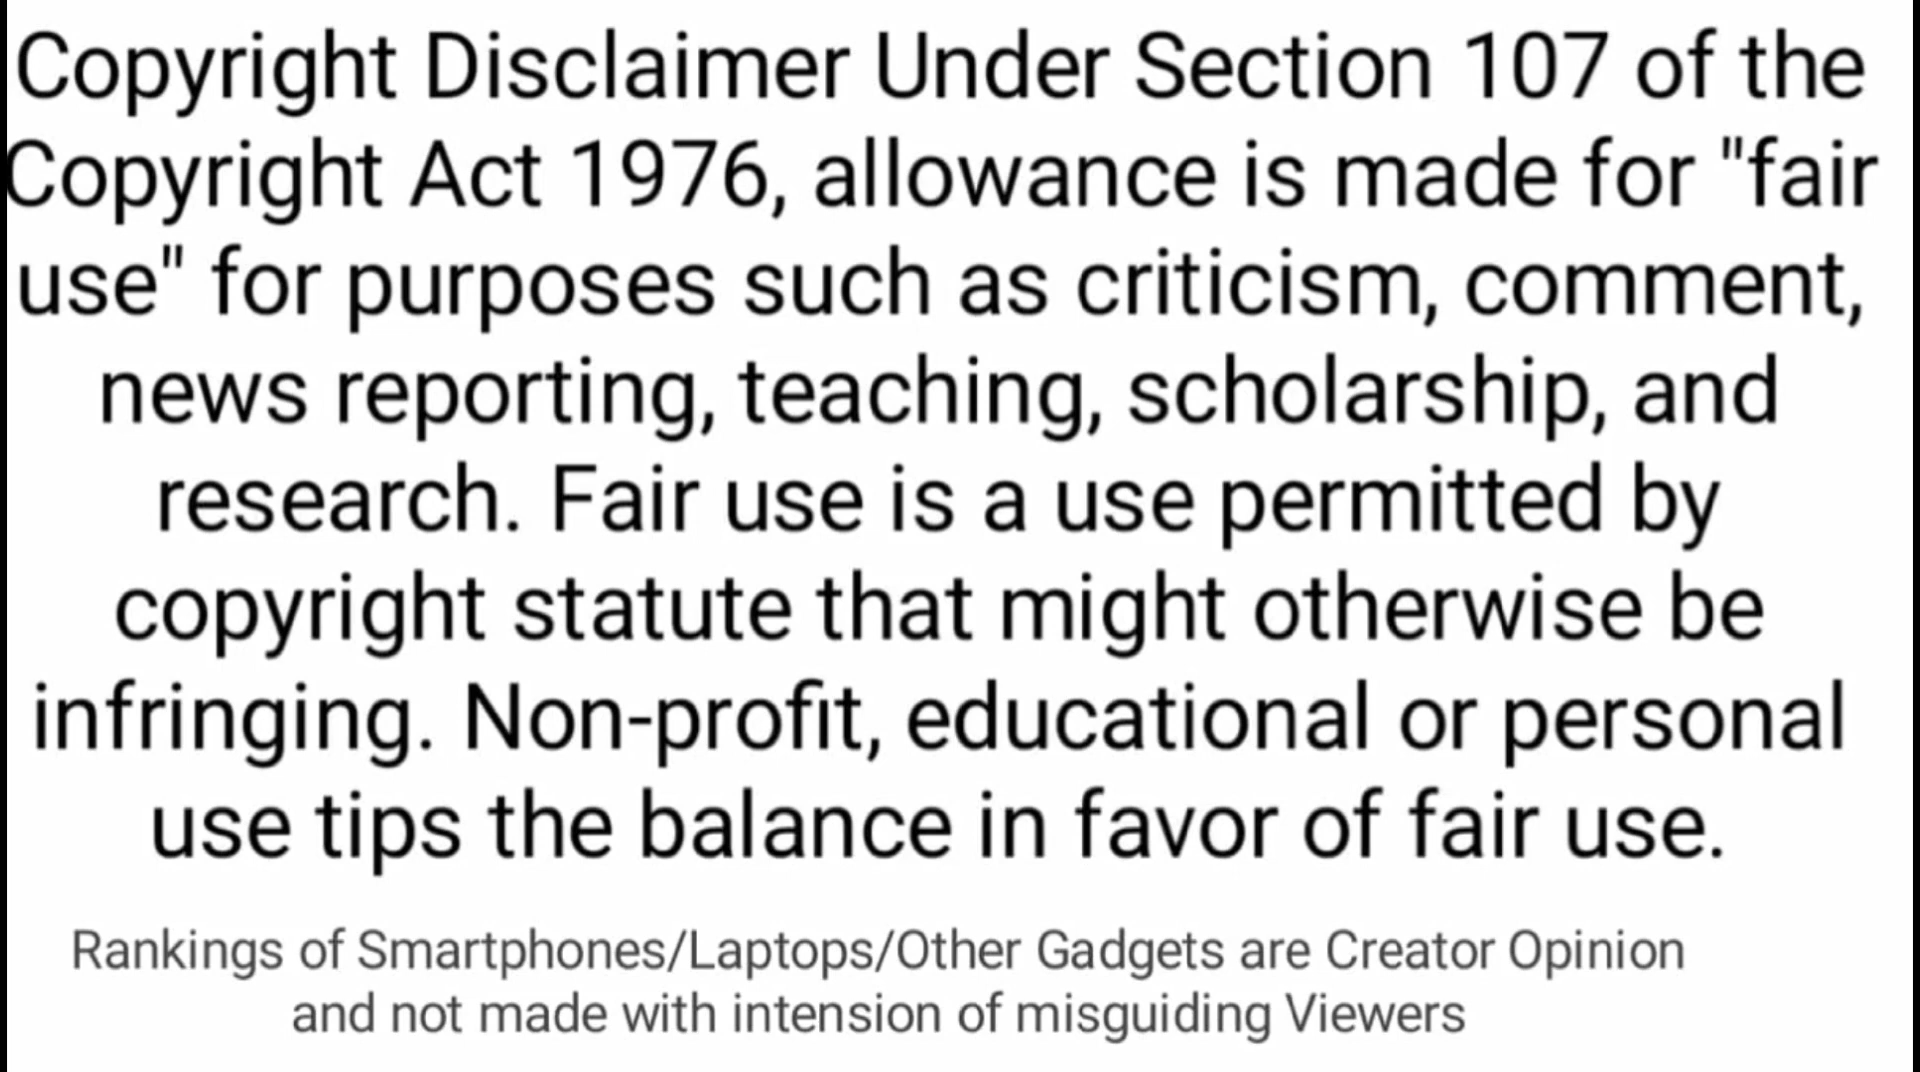 Copyright Disclaimer Under Section 107 of the
Copyright Act 1976, allowance is made for "fair
use" for purposes such as criticism, comment,
news reporting, teaching, scholarship, and
research. Fair use is a use permitted by
copyright statute that might otherwise be
infringing. Non-profit, educational or personal
use tips the balance in favor of fair use.
Rankings of Smartphones/Laptops/Other Gadgets are Creator Opinion
and not made with intension of misguiding Viewers